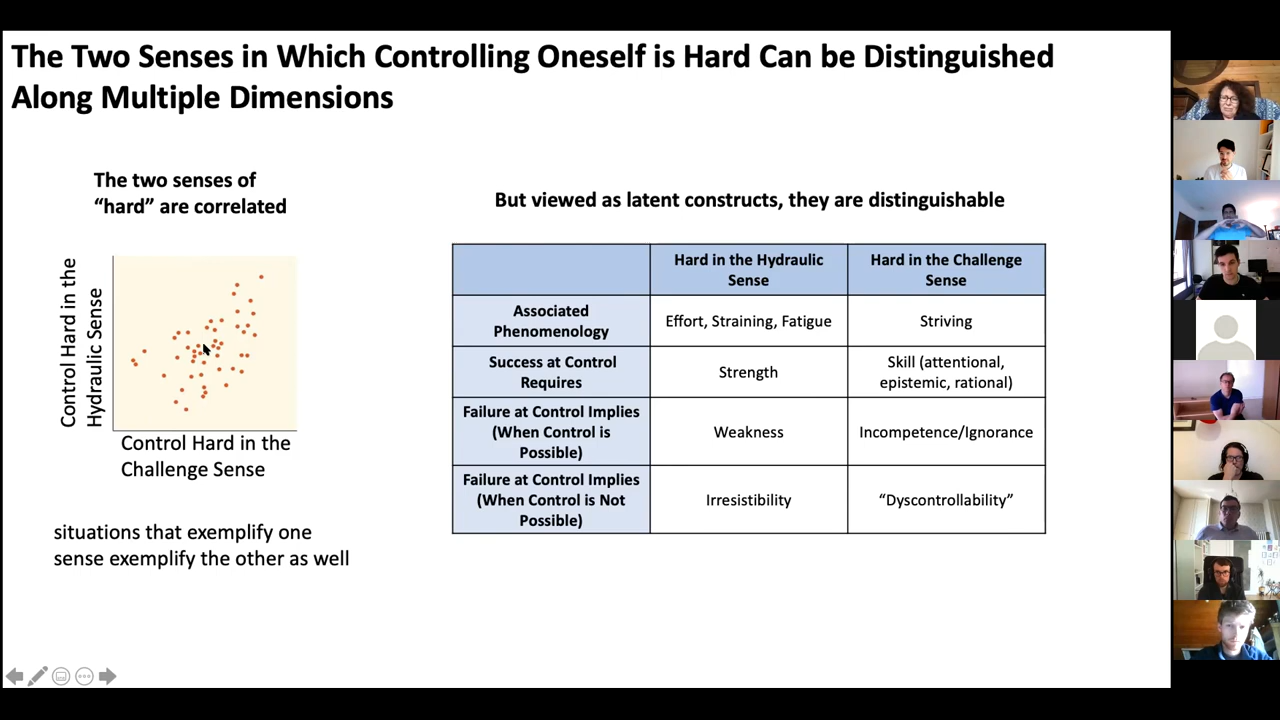 The Two Senses in Which Controlling Oneself is Hard Can be Distinguished
Along Multiple Dimensions
The two senses of
“hard” are correlated
Control Hard in the
Hydraulic Sense
Control Hard in the
Challenge Sense
situations that exemplify one
sense exemplify the other as well
But viewed as latent constructs, they are distinguishable
Hard in the Hydraulic
Sense
Hard in the Challenge
Sense
Associated
Phenomenology
Effort, Straining, Fatigue
Striving
Success at Control
Requires
Strength
Skill (attentional,
epistemic, rational)
Failure at Control Implies
(When Control is
Possible)
Weakness
Incompetence/Ignorance
Failure at Control Implies
(When Control is Not
Possible)
Irresistibility
“Dyscontrollability”